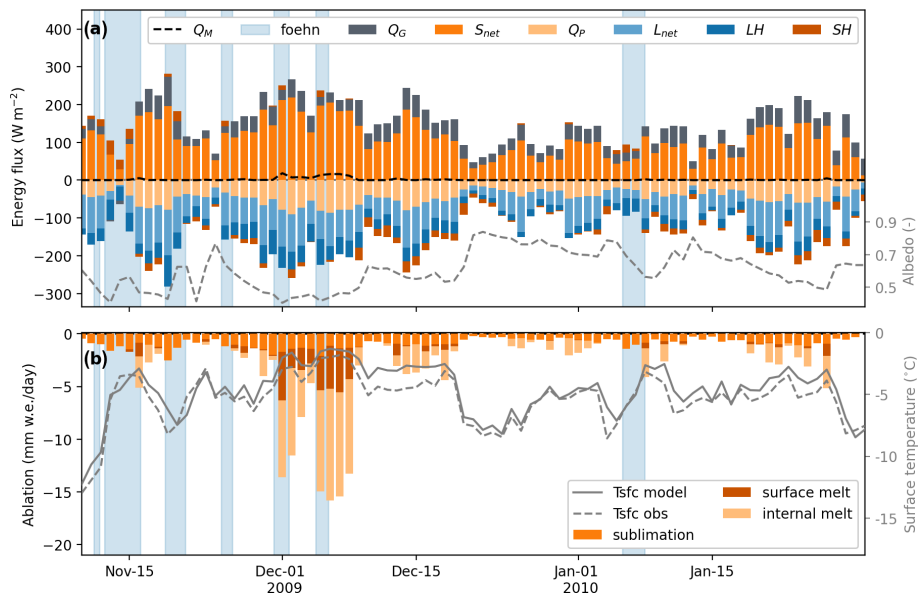 (a)
Q_M foehn Q_G S_net Q_P L_net LH SH
400
300
200
100
0
−100
−200
−300
Energy flux (W m⁻²)
0.9
0.7
0.5
Albedo (-)
(b)
0
−5
−10
−15
−20
Ablation (mm w.e./day)
0
−5
−10
−15
Surface temperature (°C)
Tsfc model
Tsfc obs
sublimation
surface melt
internal melt
Nov-15 Dec-01 Dec-15 Jan-01 Jan-15
2009 2010